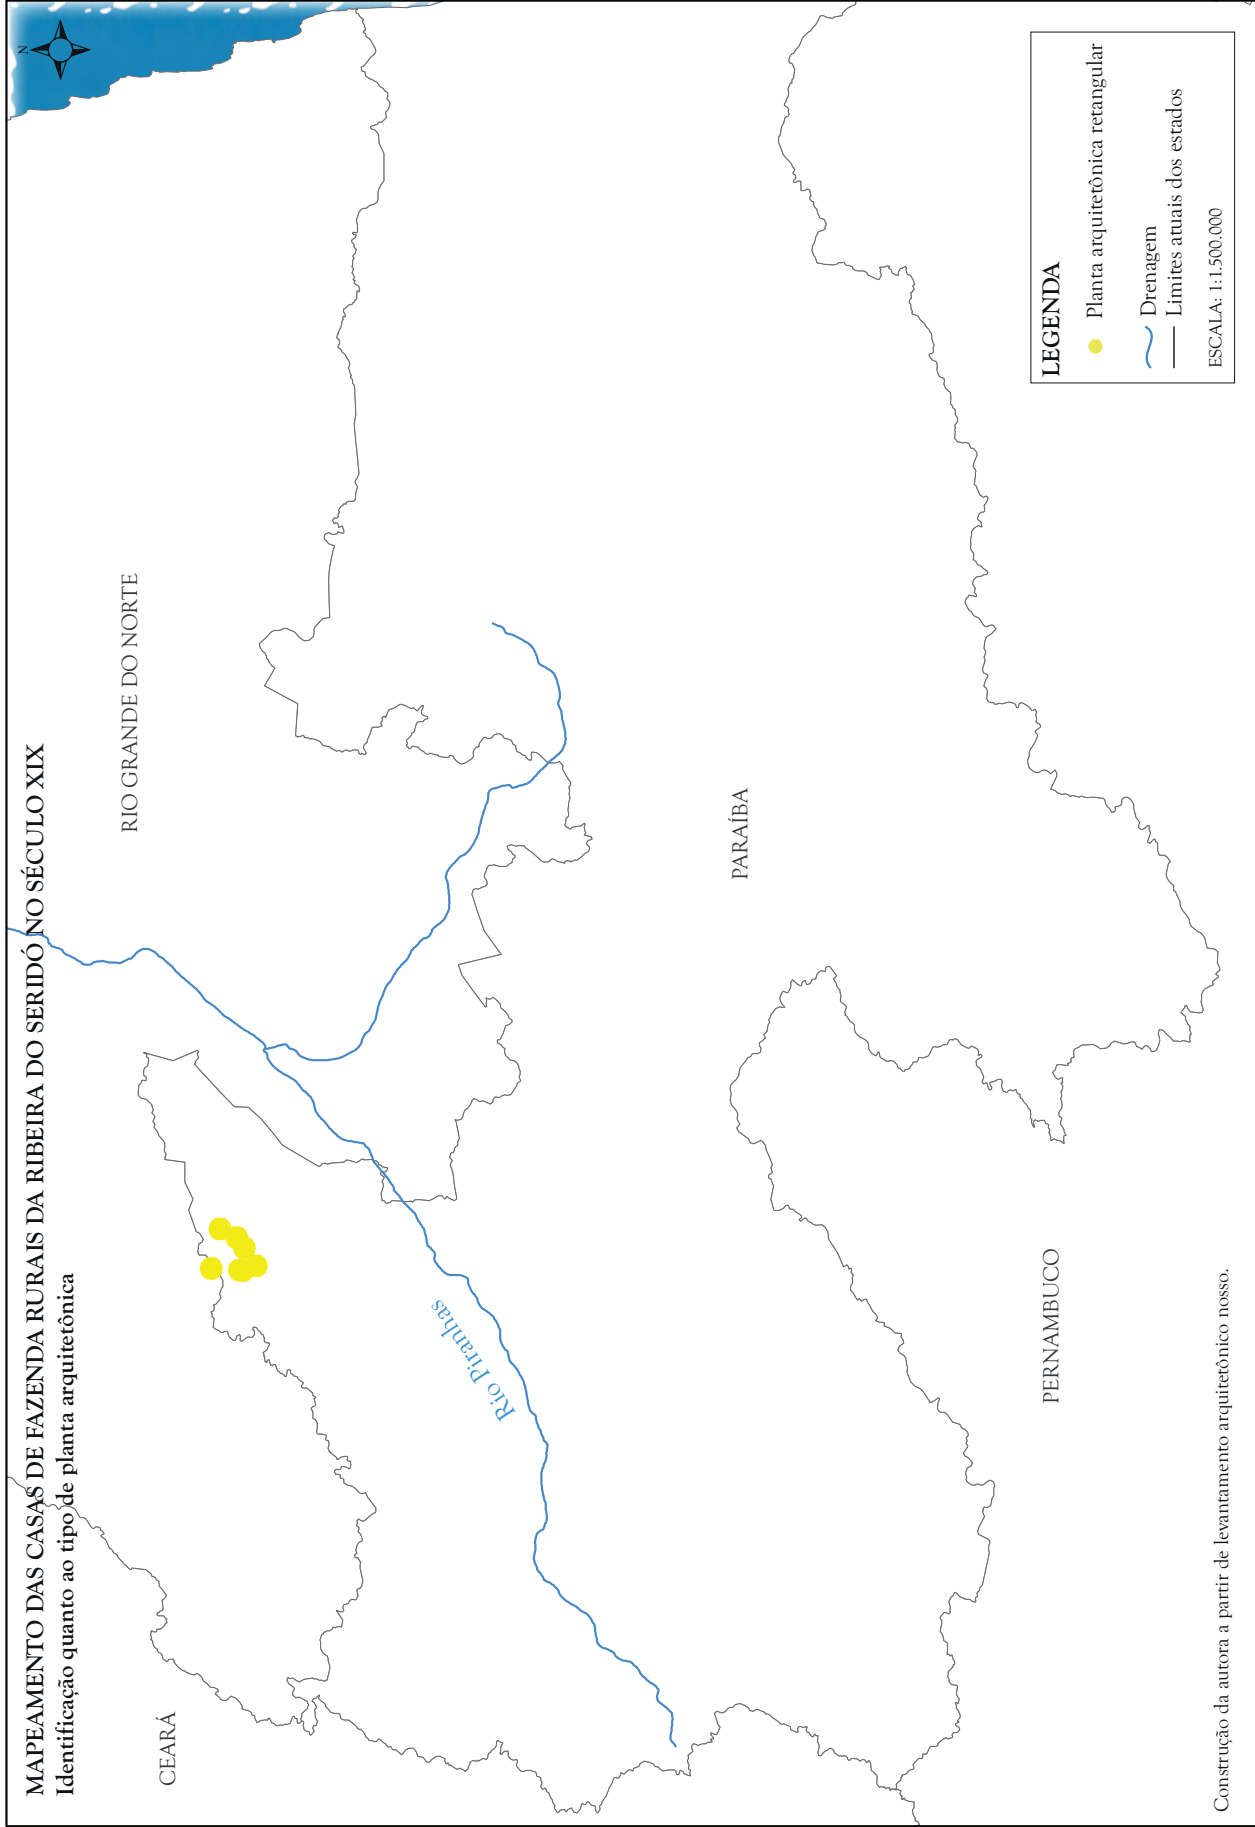 MAPEAMENTO DAS CASAS DE FAZENDA RURAIS DA RIBEIRA DO SERIDÓ NO SÉCULO XIX
Identificação quanto ao tipo de planta arquitetônica
N
CEARÁ
RIO GRANDE DO NORTE
Rio Piranhas
PARAÍBA
PERNAMBUCO
LEGENDA
Planta arquitetônica retangular
Drenagem
Limites atuais dos estados
ESCALA: 1:1.500.000
Construção da autora a partir de levantamento arquitetônico nosso.